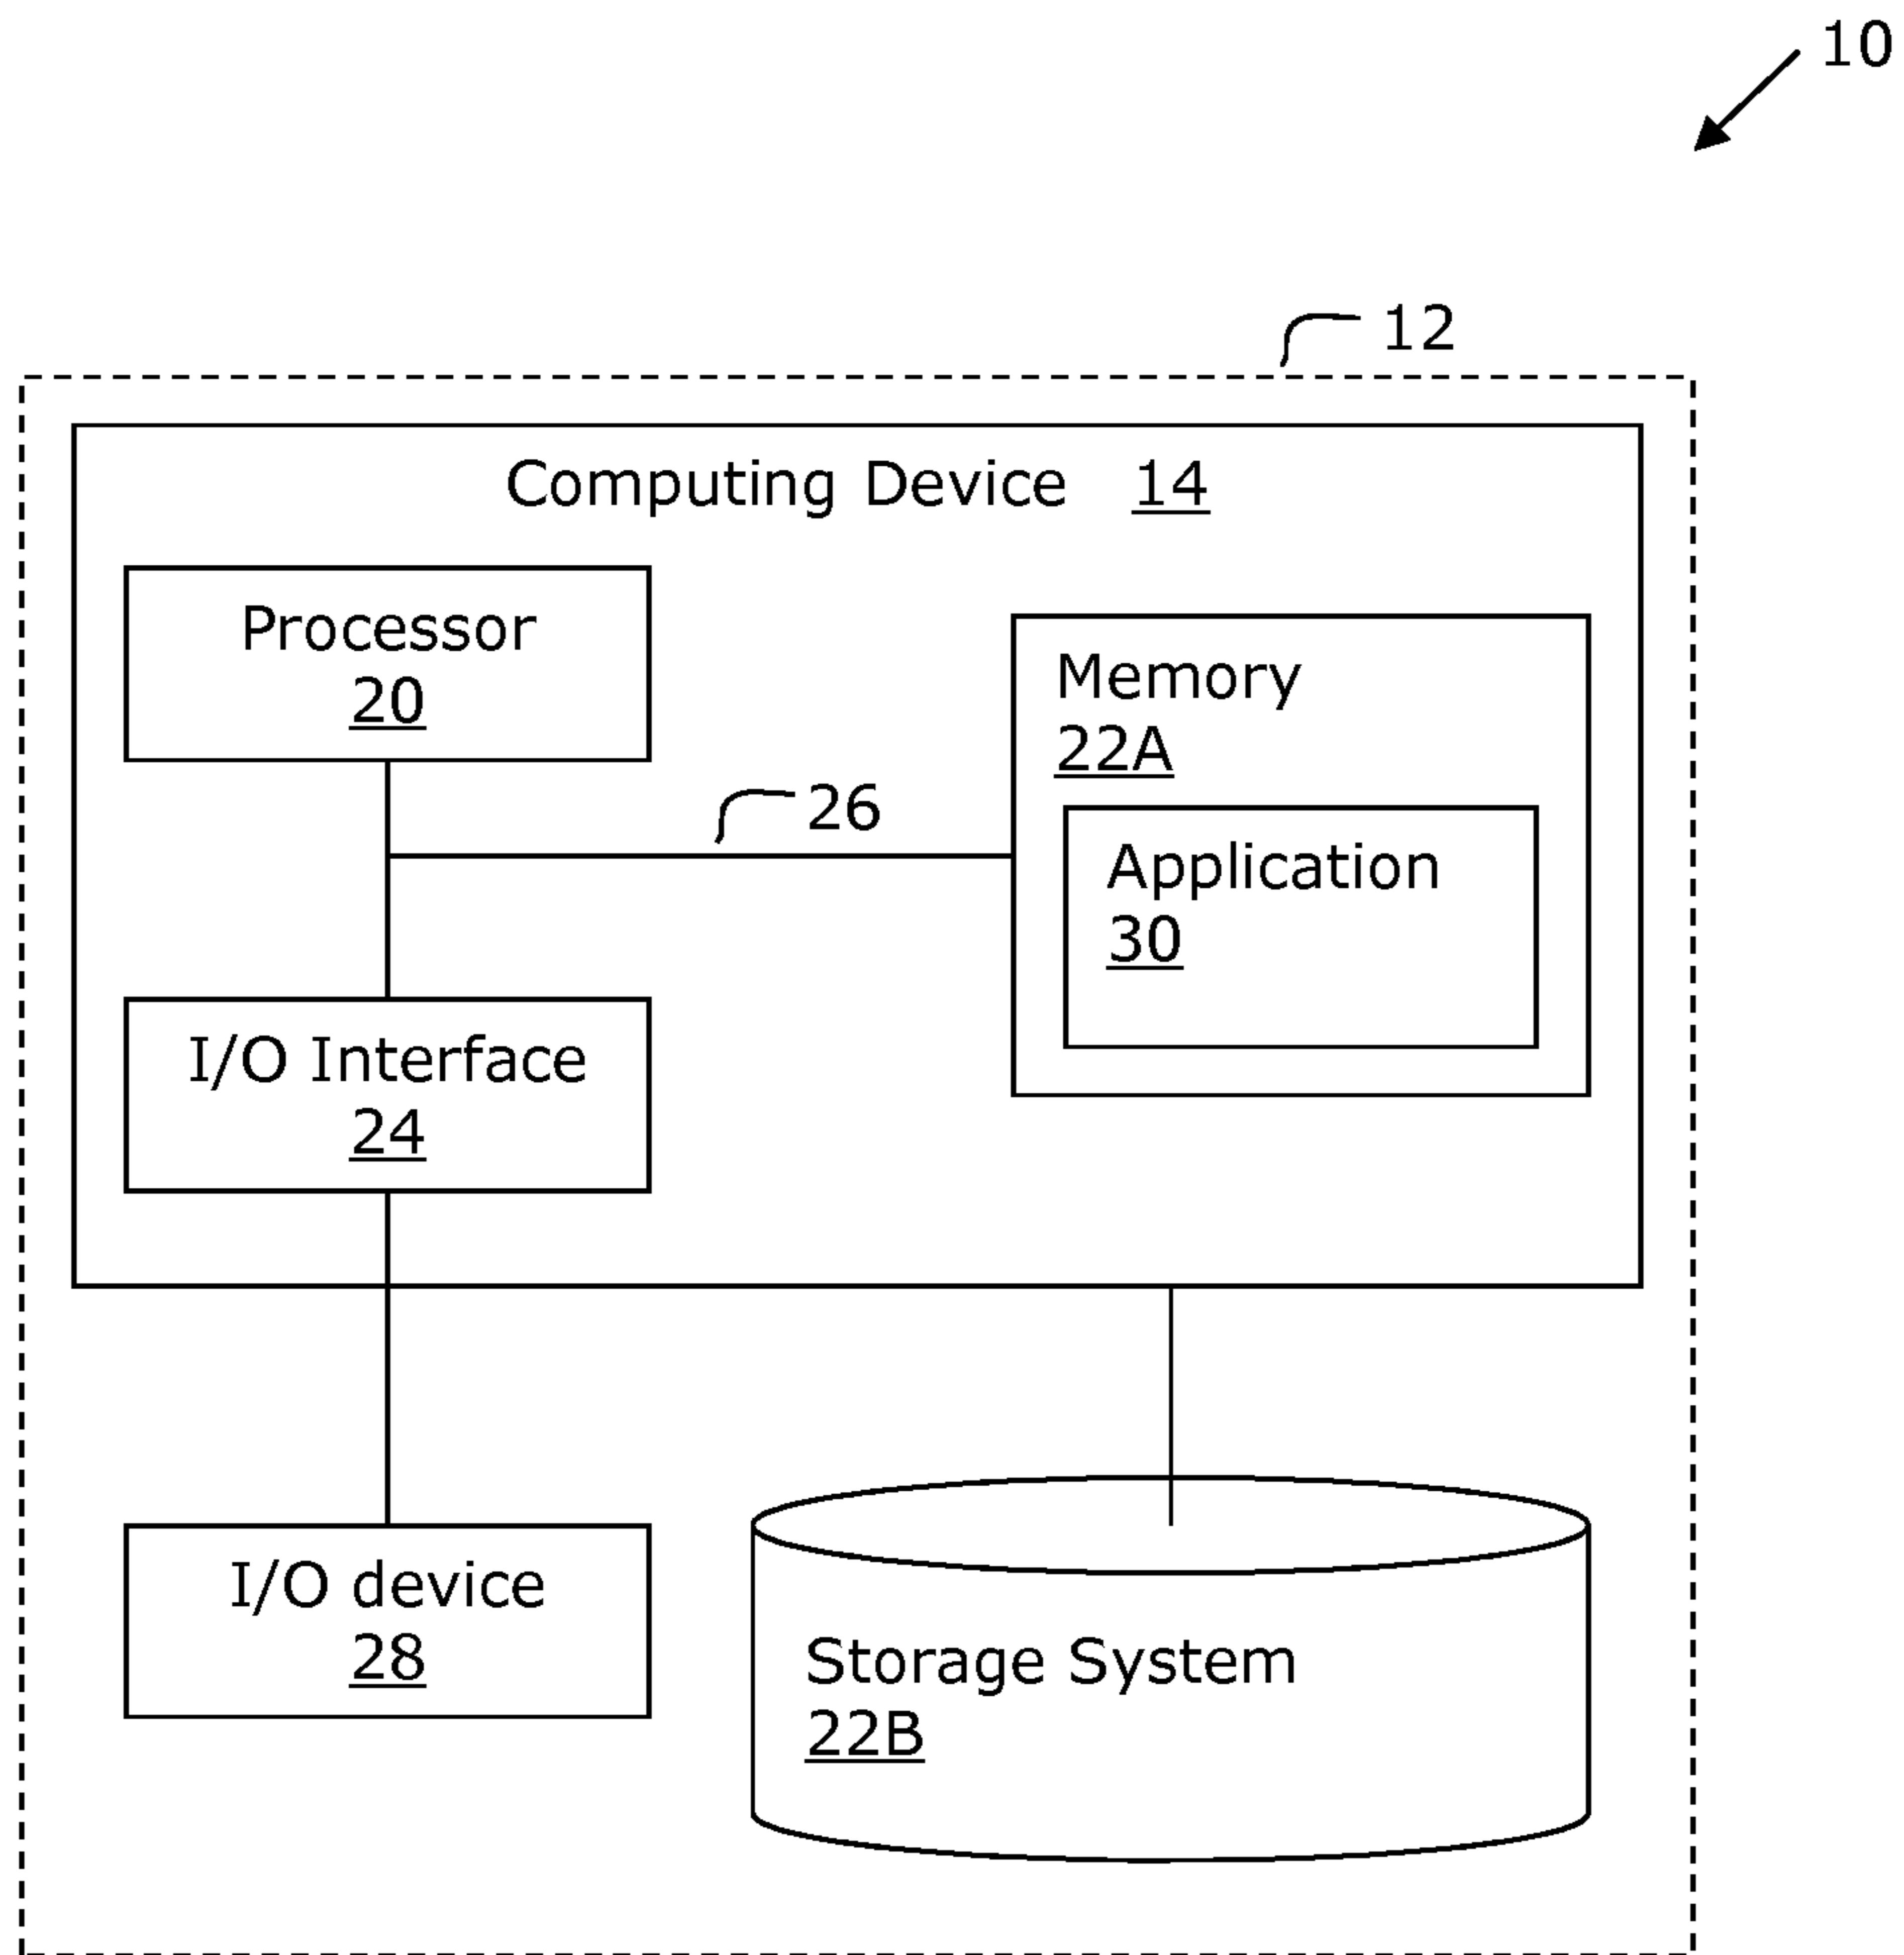 10
12
Computing Device 14
Processor
20
Memory
22A
26
Application
30
I/O Interface
24
I/O device
28
Storage System
22B